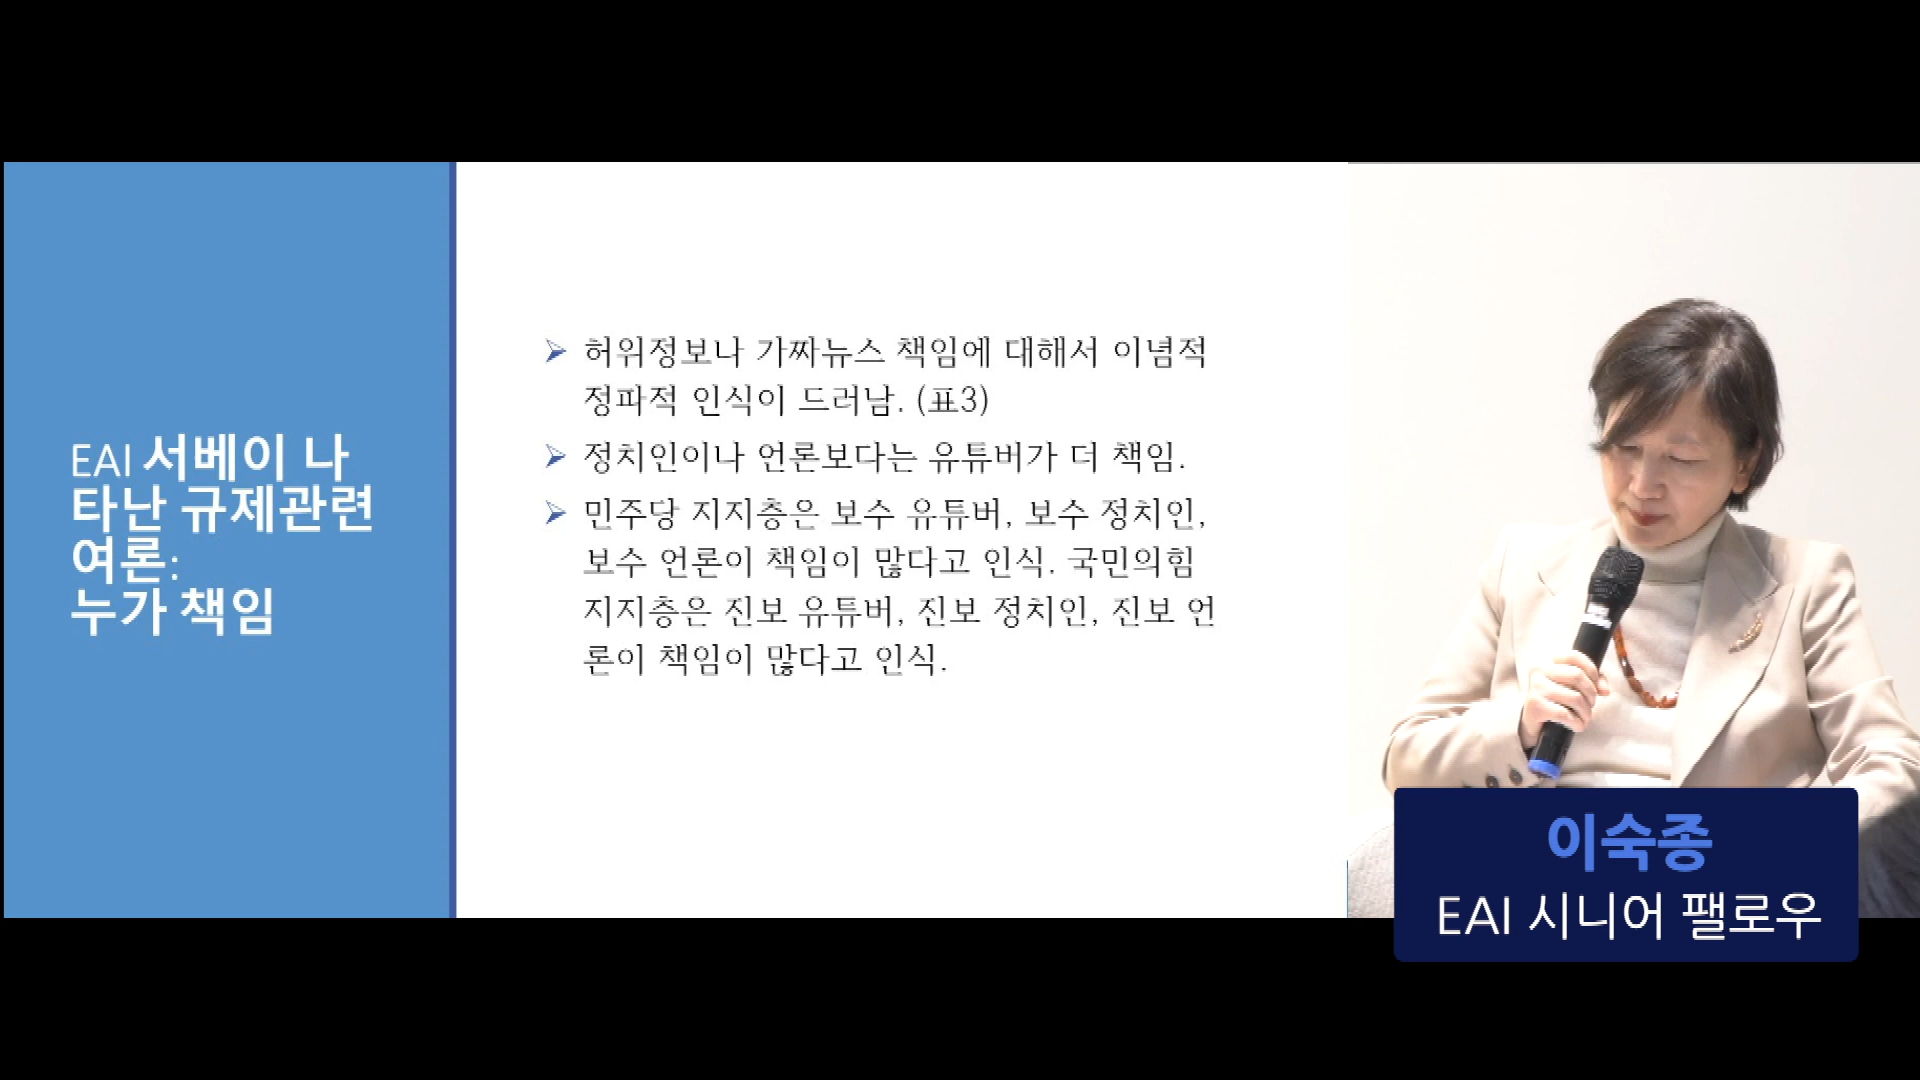 EAI 서베이 나
타난 규제관련
여론:
누가 책임
허위정보나 가짜뉴스 책임에 대해서 이념적
정파적 인식이 드러남. (표3)
정치인이나 언론보다는 유튜버가 더 책임.
민주당 지지층은 보수 유튜버, 보수 정치인,
보수 언론이 책임이 많다고 인식. 국민의힘
지지층은 진보 유튜버, 진보 정치인, 진보 언
론이 책임이 많다고 인식.
이숙종
EAI 시니어 펠로우